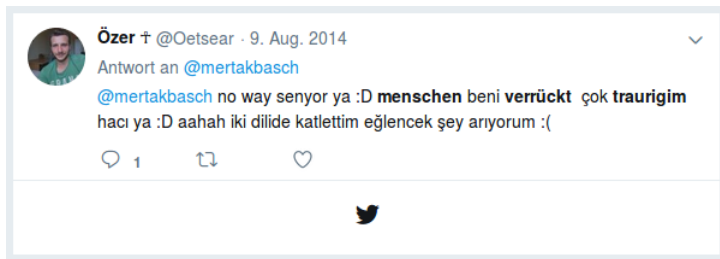 Özer ☥ @Oetsear · 9. Aug. 2014
Antwort an @mertakbasch
@mertakbasch no way senyor ya :D menschen beni verrückt çok traurigim
hacı ya :D aahah iki dilide katlettim eğlencek şey arıyorum :(
1